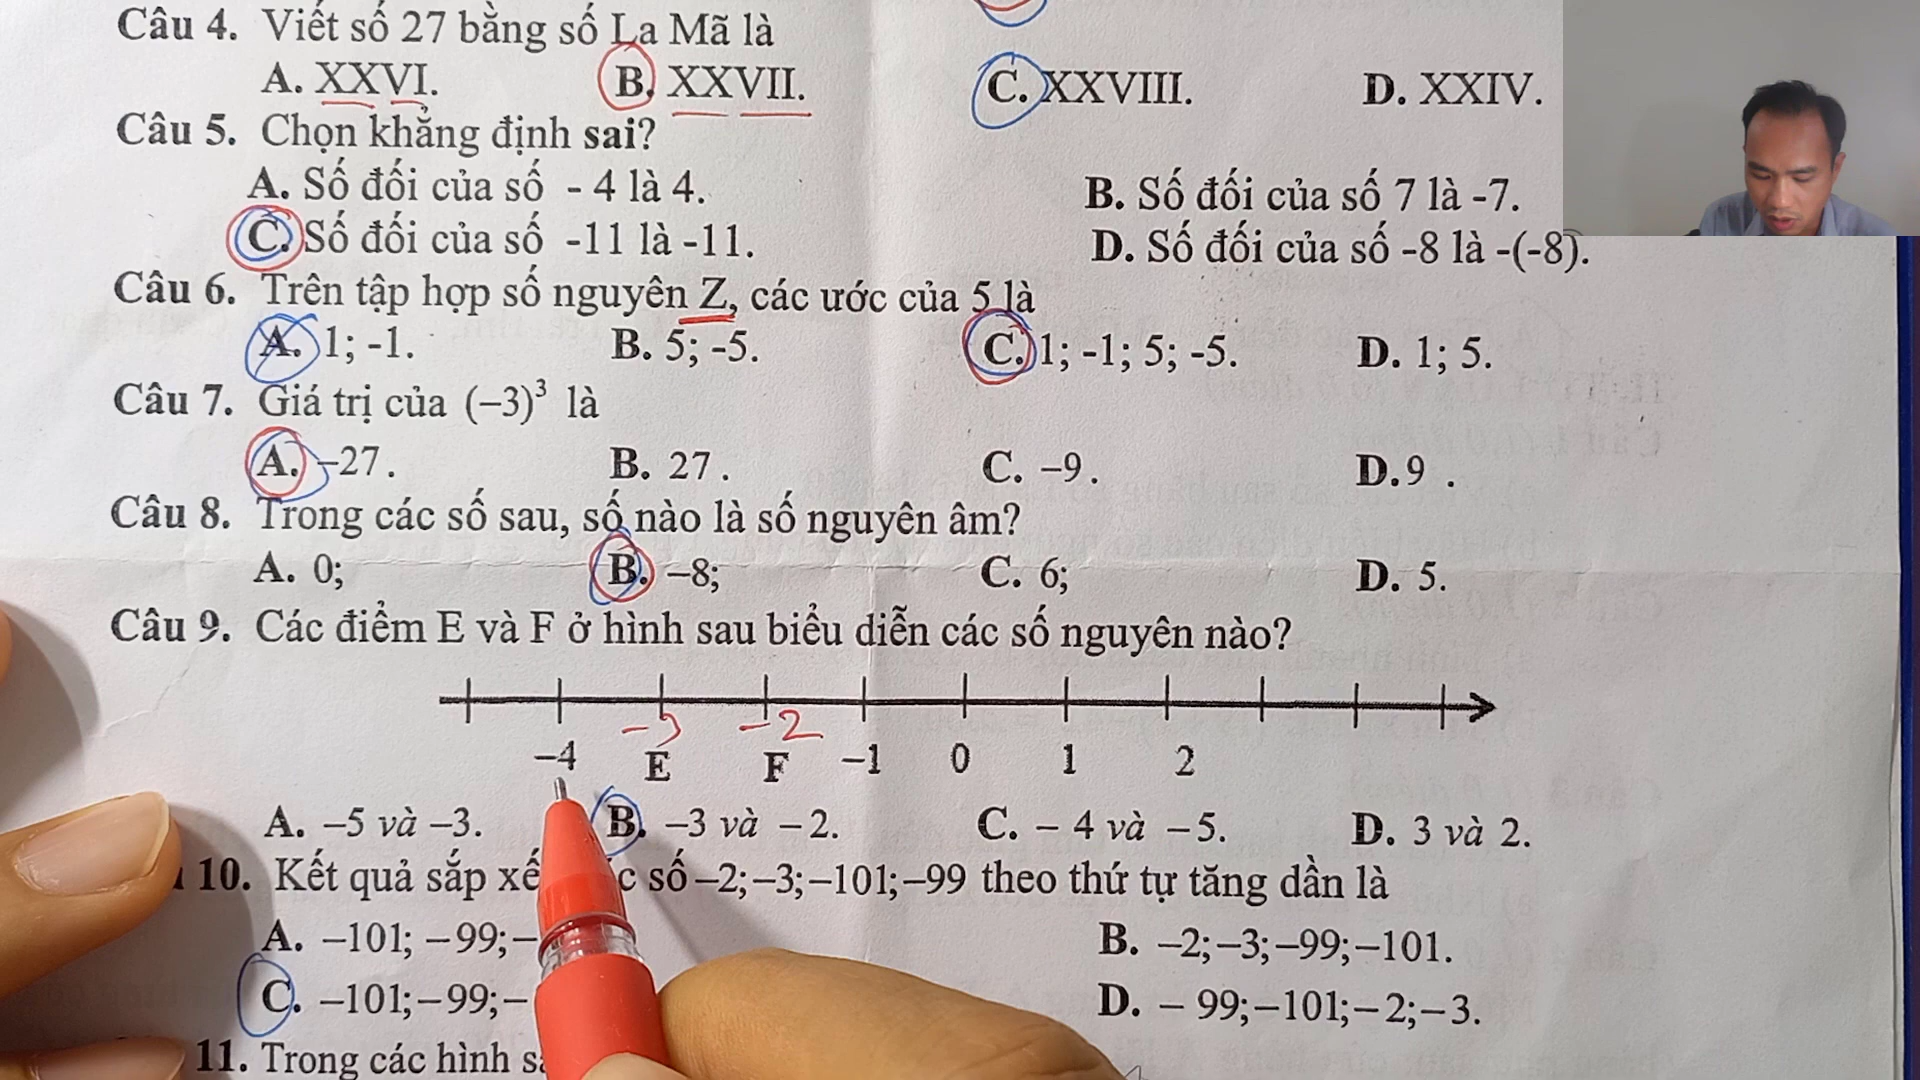 Câu 4. Viết số 27 bằng số La Mã là
A. XXVI. B. XXVII. C. XXVIII. D. XXIV.
Câu 5. Chọn khẳng định sai?
A. Số đối của số - 4 là 4. B. Số đối của số 7 là -7.
C. Số đối của số -11 là -11. D. Số đối của số -8 là -(-8).
Câu 6. Trên tập hợp số nguyên Z, các ước của 5 là
A. 1; -1. B. 5; -5. C. 1; -1; 5; -5. D. 1; 5.
Câu 7. Giá trị của (−3)³ là
A. −27. B. 27. C. −9. D. 9.
Câu 8. Trong các số sau, số nào là số nguyên âm?
A. 0; B. −8; C. 6; D. 5.
Câu 9. Các điểm E và F ở hình sau biểu diễn các số nguyên nào?
−3 −2
−4 E F −1 0 1 2
A. −5 và −3. B. −3 và −2. C. −4 và −5. D. 3 và 2.
10. Kết quả sắp số −2;−3;−101;−99 theo thứ tự tăng dần là
A. −101; −99;− B. −2;−3;−99;−101.
C. −101;−99;− D. −99;−101;−2;−3.
11. Trong các hình